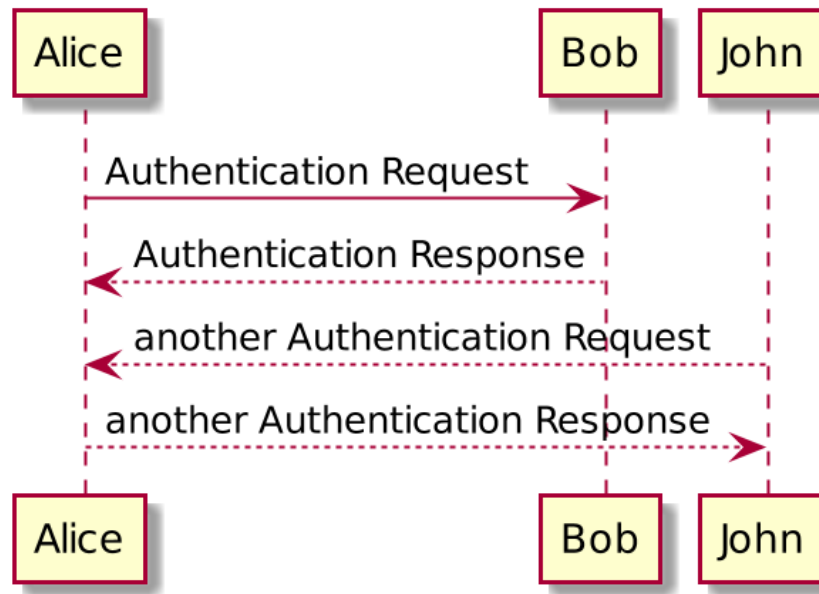 Alice
Bob
John
Authentication Request
Authentication Response
another Authentication Request
another Authentication Response
Alice
Bob
John